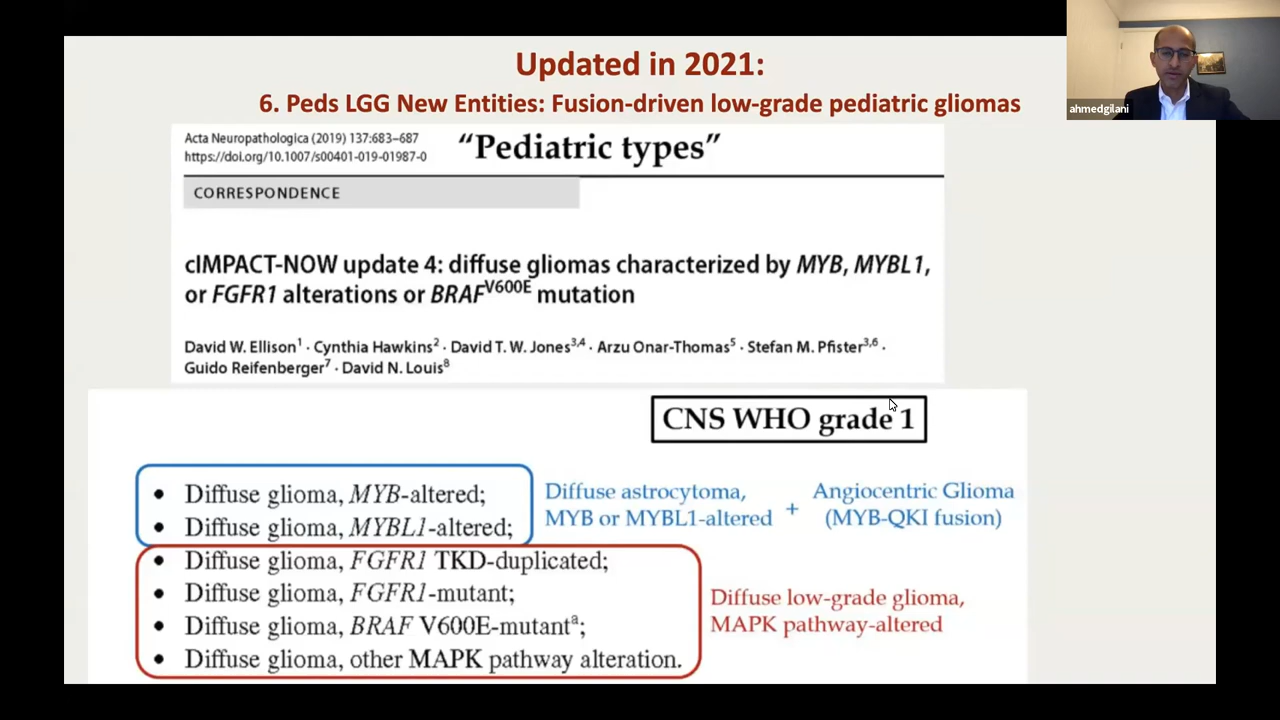 Updated in 2021:
6. Peds LGG New Entities: Fusion-driven low-grade pediatric gliomas
ahmedgilani
Acta Neuropathologica (2019) 137:683–687
https://doi.org/10.1007/s00401-019-01987-0
“Pediatric types”
CORRESPONDENCE
cIMPACT-NOW update 4: diffuse gliomas characterized by MYB, MYBL1,
or FGFR1 alterations or BRAFV600E mutation
David W. Ellison1 · Cynthia Hawkins2 · David T. W. Jones3,4 · Arzu Onar-Thomas5 · Stefan M. Pfister3,6 ·
Guido Reifenberger7 · David N. Louis8
CNS WHO grade 1
• Diffuse glioma, MYB-altered;
• Diffuse glioma, MYBL1-altered;
Diffuse astrocytoma,
MYB or MYBL1-altered
+
Angiocentric Glioma
(MYB-QKI fusion)
• Diffuse glioma, FGFR1 TKD-duplicated;
• Diffuse glioma, FGFR1-mutant;
• Diffuse glioma, BRAF V600E-mutanta;
• Diffuse glioma, other MAPK pathway alteration.
Diffuse low-grade glioma,
MAPK pathway-altered